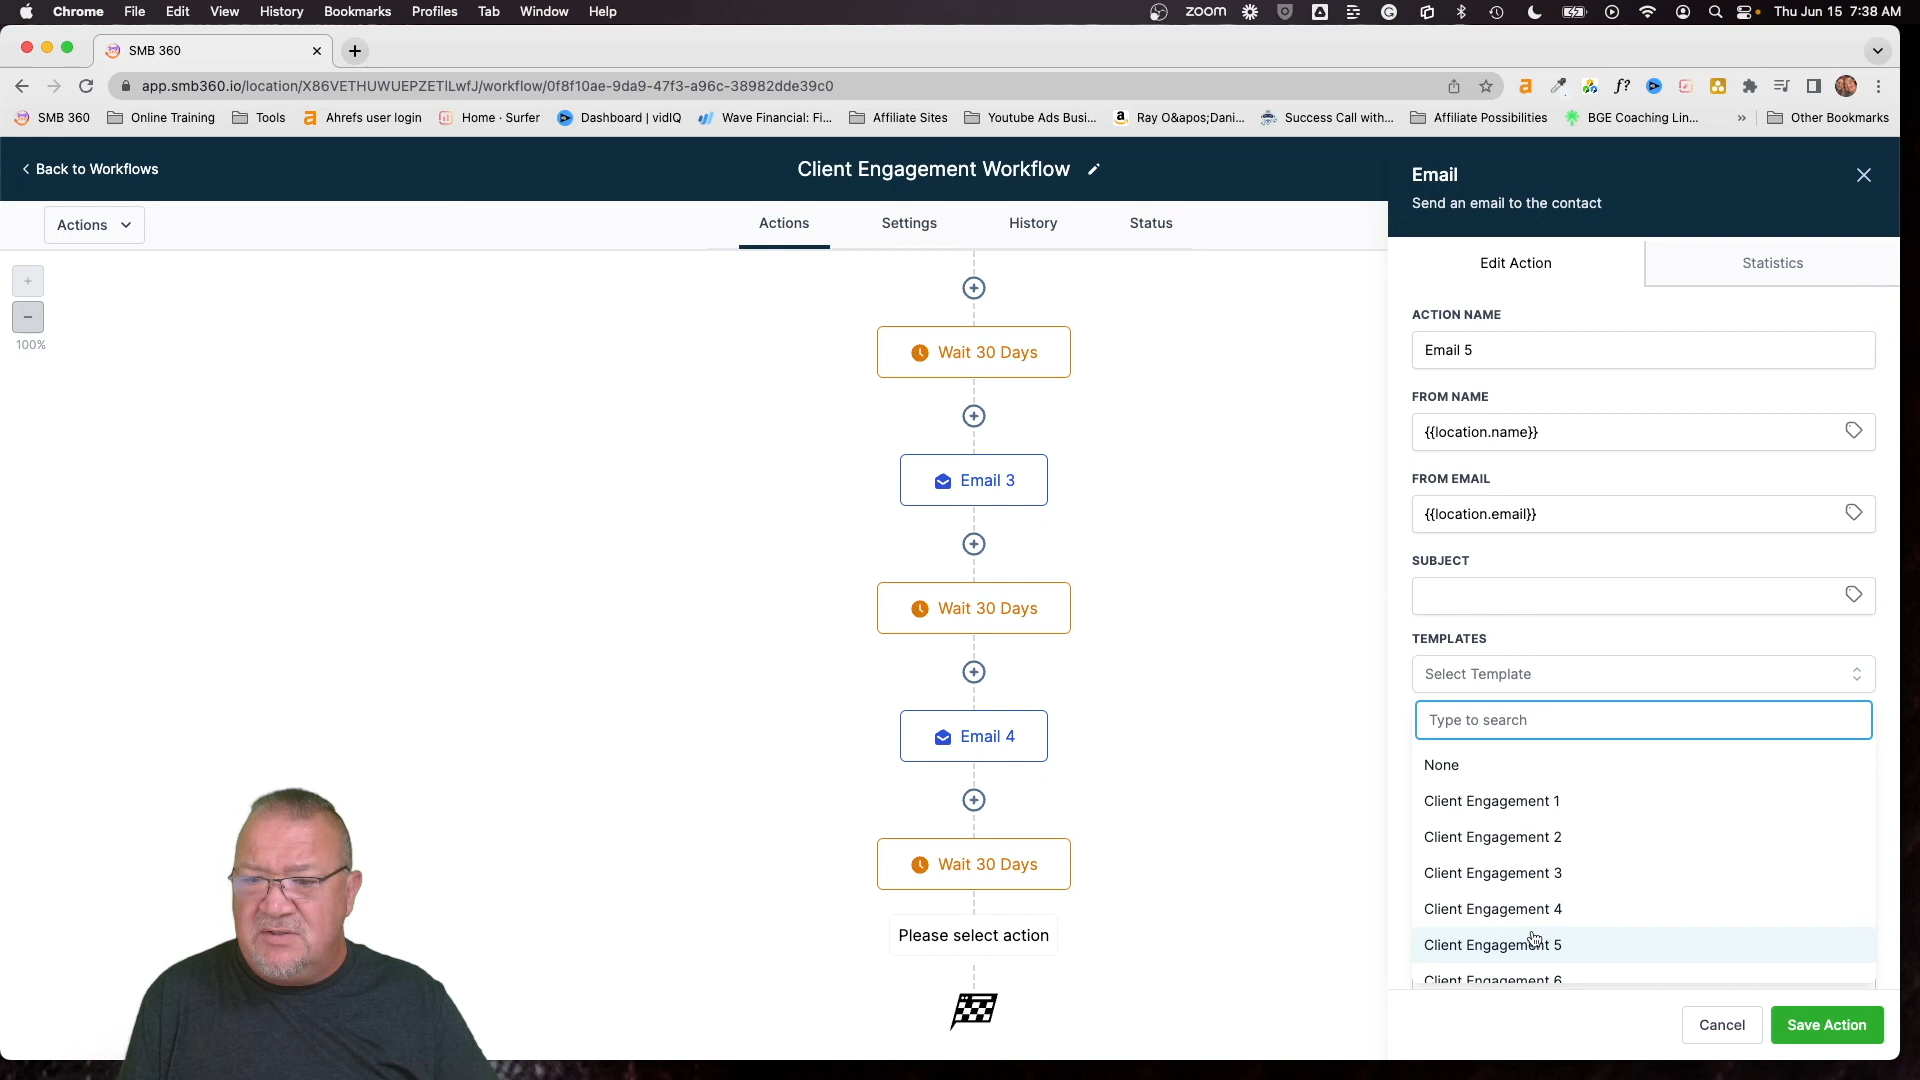 Chrome File Edit View History Bookmarks Profiles Tab Window Help zoom Thu Jun 15 7:38 AM
SMB 360
app.smb360.io/location/X86VETHUWUEPZETlLwfJ/workflow/0f8f10ae-9da9-47f3-a96c-38982dde39c0
SMB 360 Online Training Tools Ahrefs user login Home · Surfer Dashboard | vidIQ Wave Financial: Fi... Affiliate Sites Youtube Ads Busi... Ray O&apos;Dani... Success Call with... Affiliate Possibilities BGE Coaching Lin... » Other Bookmarks
Back to Workflows
Client Engagement Workflow
Actions
Actions Settings History Status
+
−
100%
Wait 30 Days
Email 3
Wait 30 Days
Email 4
Wait 30 Days
Please select action
Email
Send an email to the contact
Edit Action Statistics
ACTION NAME
Email 5
FROM NAME
{{location.name}}
FROM EMAIL
{{location.email}}
SUBJECT
TEMPLATES
Select Template
Type to search
None
Client Engagement 1
Client Engagement 2
Client Engagement 3
Client Engagement 4
Client Engagement 5
Client Engagement 6
Cancel Save Action